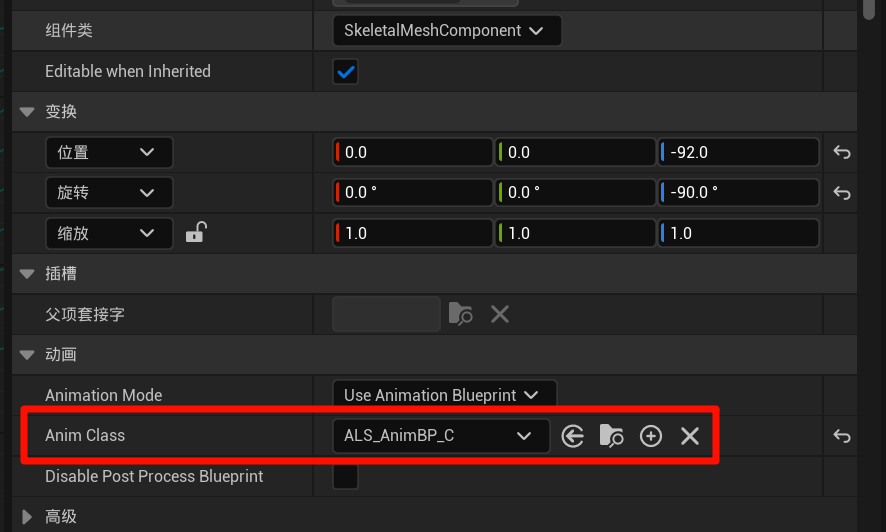 组件类 SkeletalMeshComponent
Editable when Inherited
变换
位置 0.0 0.0 -92.0
旋转 0.0 ° 0.0 ° -90.0 °
缩放 1.0 1.0 1.0
插槽
父项套接字
动画
Animation Mode Use Animation Blueprint
Anim Class ALS_AnimBP_C
Disable Post Process Blueprint
高级